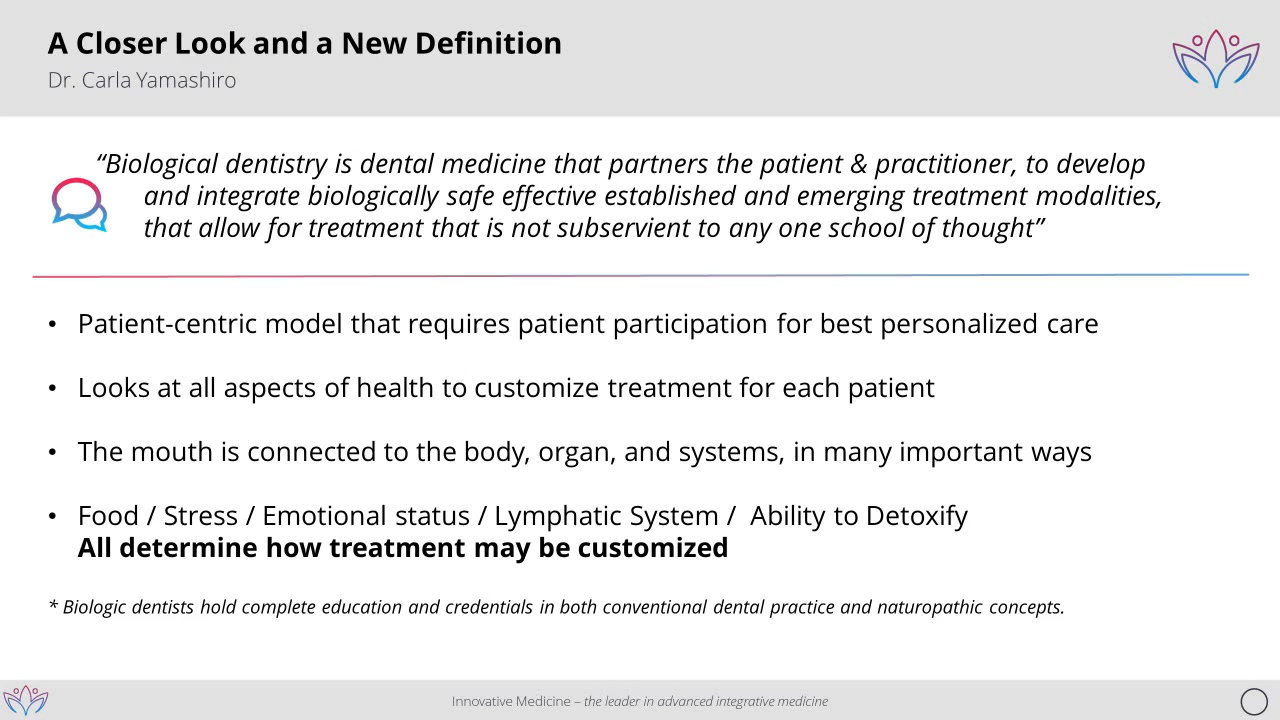 A Closer Look and a New Definition
Dr. Carla Yamashiro
“Biological dentistry is dental medicine that partners the patient & practitioner, to develop
and integrate biologically safe effective established and emerging treatment modalities,
that allow for treatment that is not subservient to any one school of thought”
• Patient-centric model that requires patient participation for best personalized care
• Looks at all aspects of health to customize treatment for each patient
• The mouth is connected to the body, organ, and systems, in many important ways
• Food / Stress / Emotional status / Lymphatic System / Ability to Detoxify
All determine how treatment may be customized
* Biologic dentists hold complete education and credentials in both conventional dental practice and naturopathic concepts.
Innovative Medicine – the leader in advanced integrative medicine